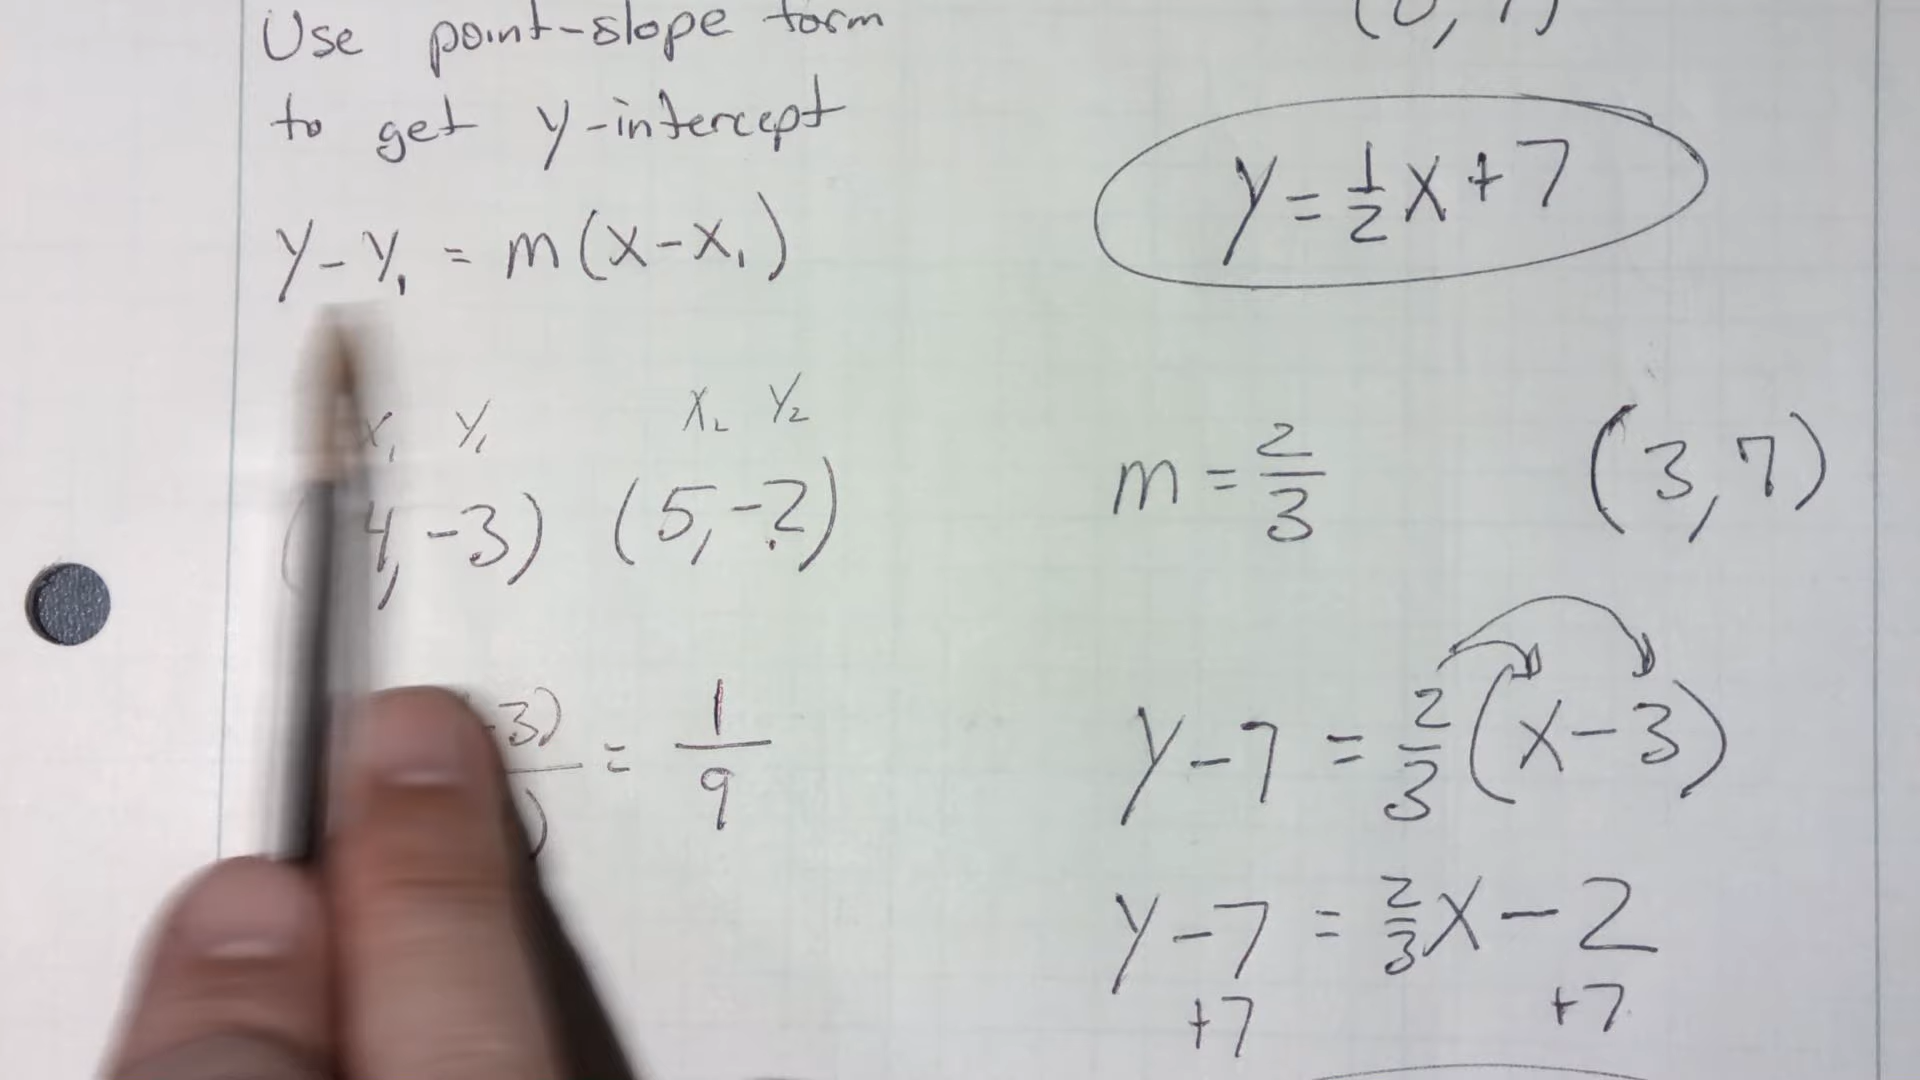 Use point-slope form
to get y-intercept
y - y₁ = m(x - x₁)
x₁ y₁ x₂ y₂
4, -3) (5, -2)
-3)
) = 1/9
y = 1/2 x + 7
m = 2/3 (3, 7)
y - 7 = 2/3 (x - 3)
y - 7 = 2/3 x - 2
+7 +7